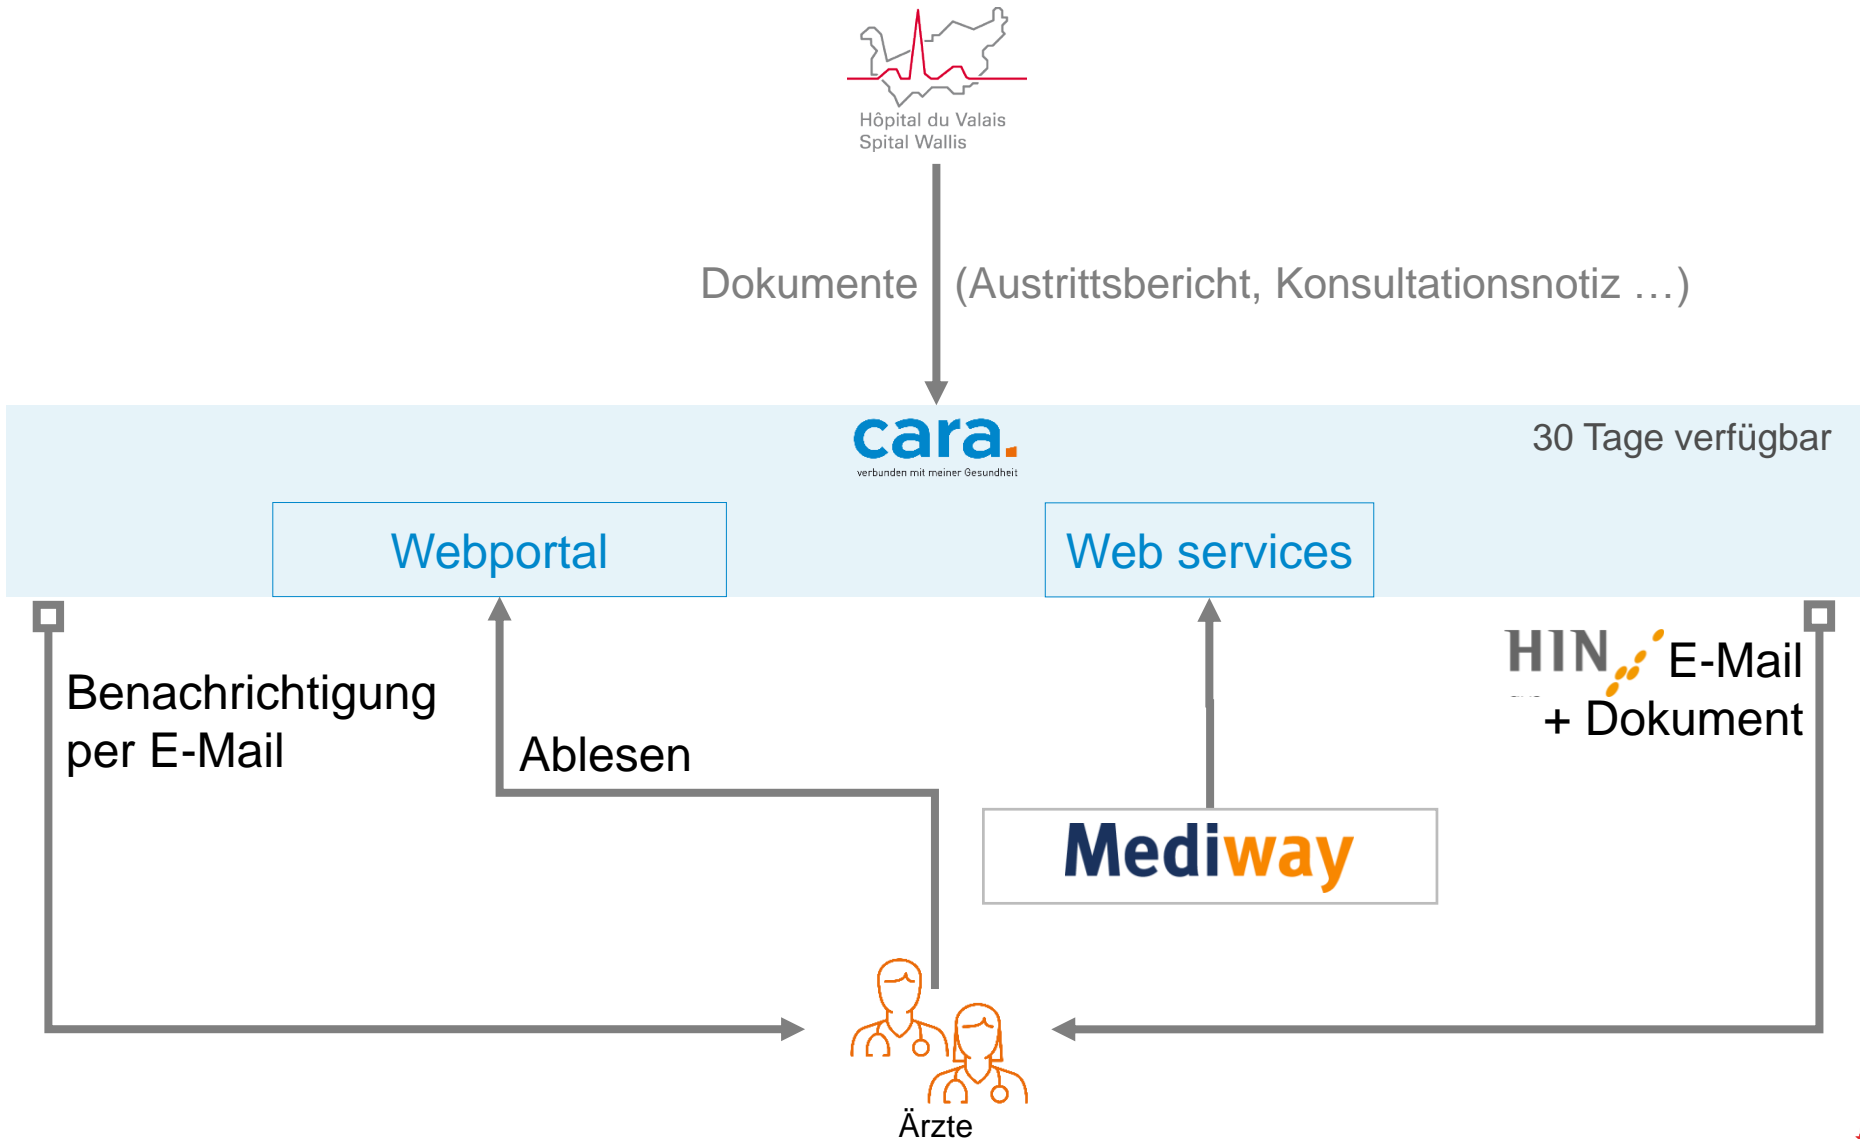 Hôpital du Valais
Spital Wallis
Dokumente (Austrittsbericht, Konsultationsnotiz …)
cara.
verbunden mit meiner Gesundheit
30 Tage verfügbar
Webportal
Web services
Benachrichtigung
per E-Mail
Ablesen
HIN E-Mail
+ Dokument
Mediway
Ärzte